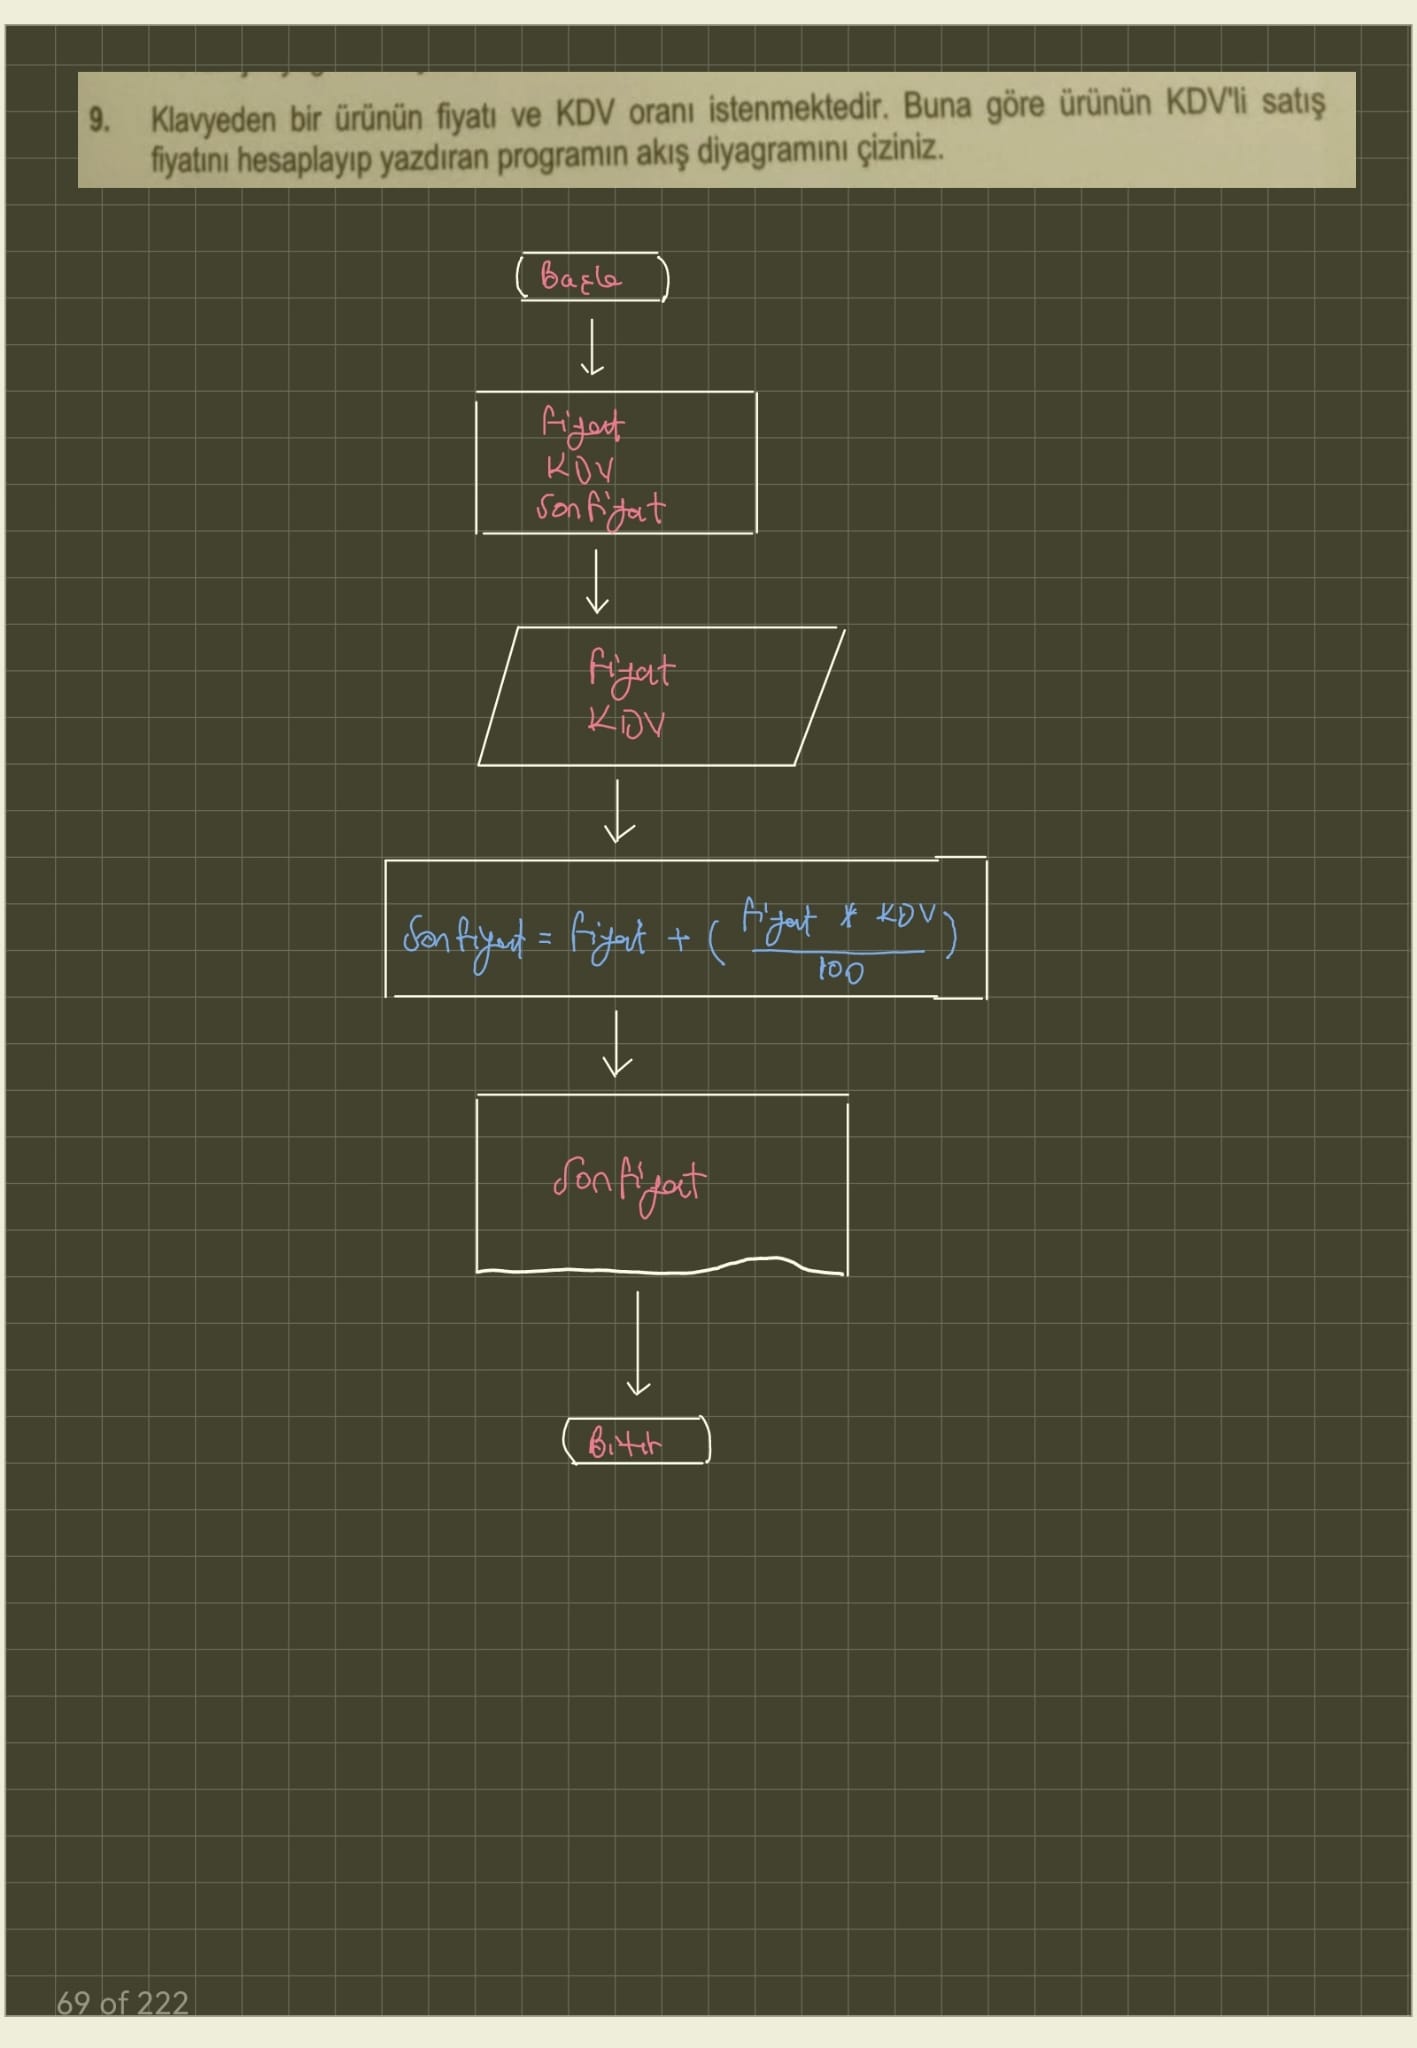 9. Klavyeden bir ürünün fiyatı ve KDV oranı istenmektedir. Buna göre ürünün KDV'li satış
fiyatını hesaplayıp yazdıran programın akış diyagramını çiziniz.
Başla
fiyat
KDV
Sonfiyat
fiyat
KDV
Sonfiyat = fiyat + ( fiyat * KDV )
100
Sonfiyat
Bitir
69 of 222